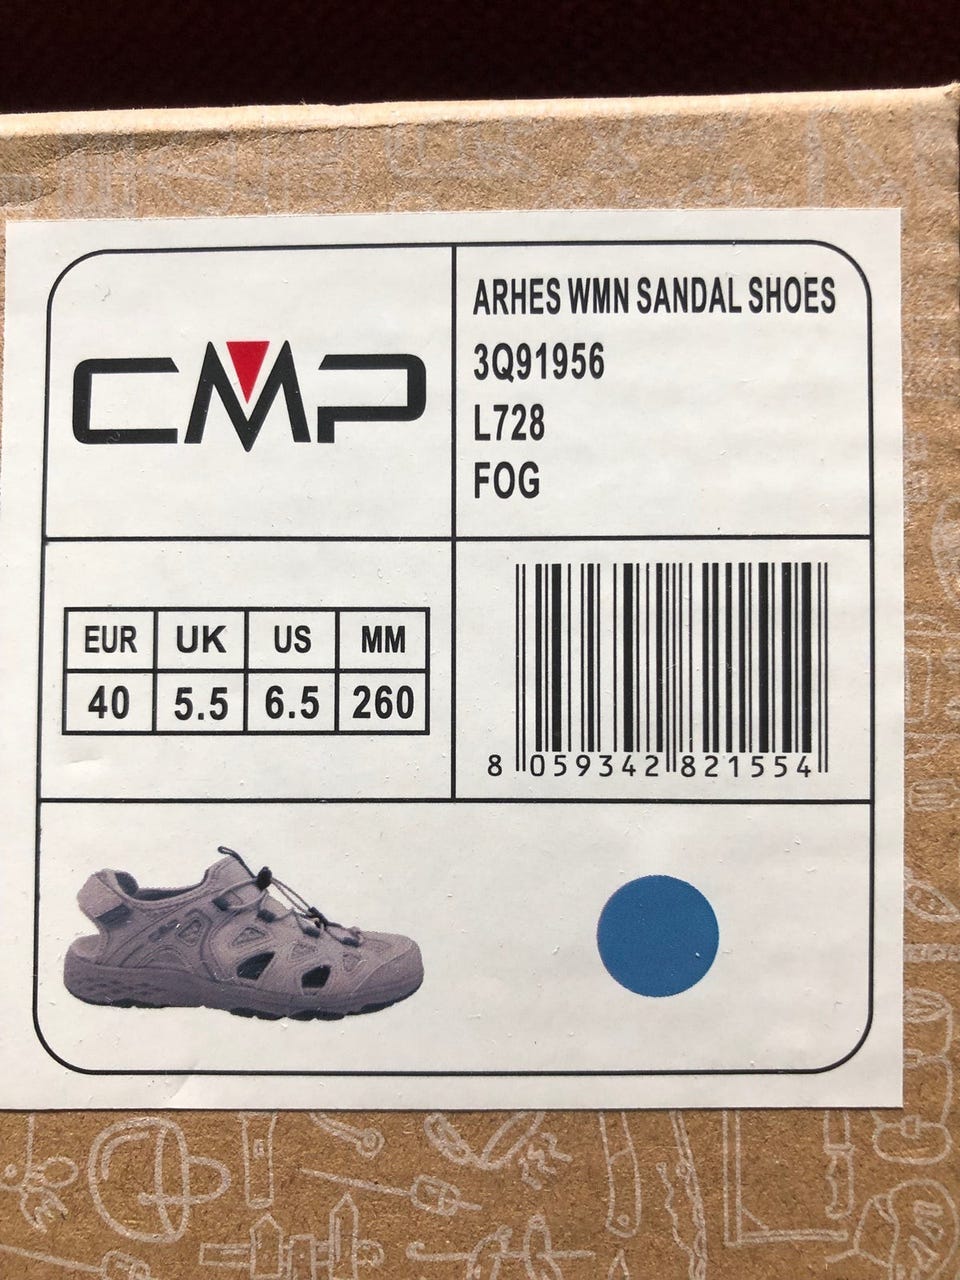 CMP
ARHES WMN SANDAL SHOES
3Q91956
L728
FOG
EUR UK US MM
40 5.5 6.5 260
8 059342 821554